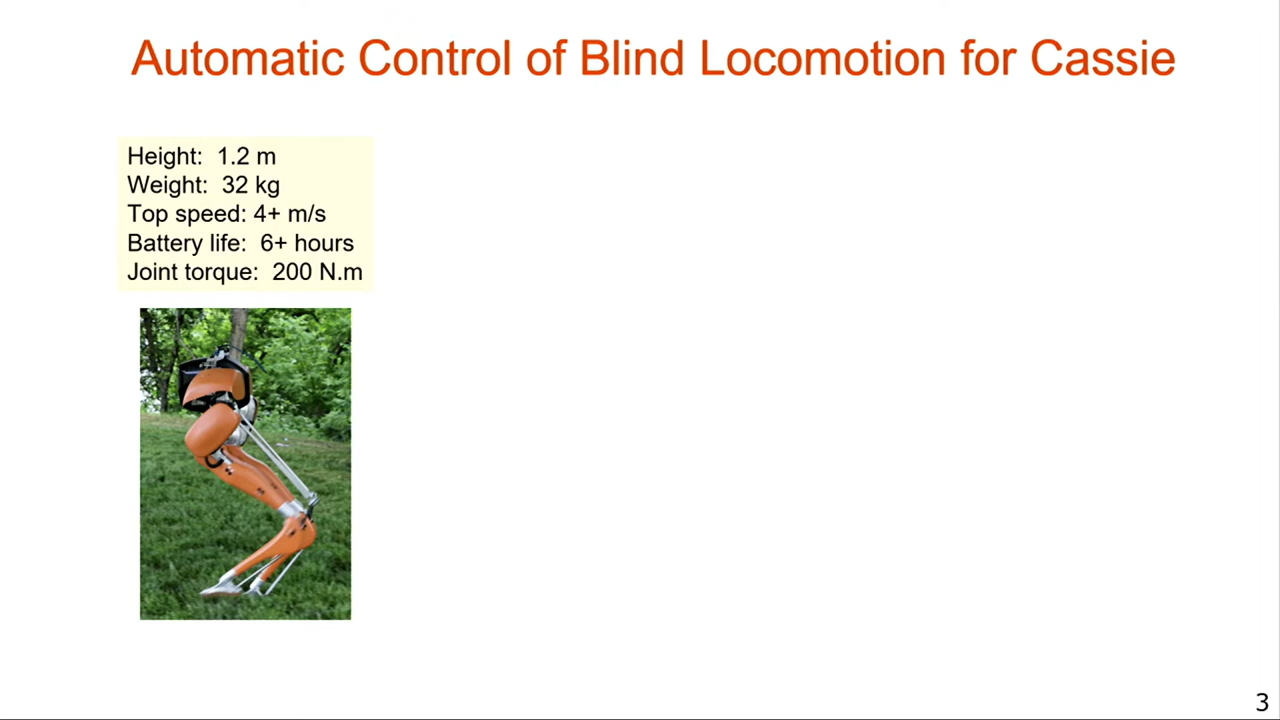 Automatic Control of Blind Locomotion for Cassie
Height: 1.2 m
Weight: 32 kg
Top speed: 4+ m/s
Battery life: 6+ hours
Joint torque: 200 N.m
3